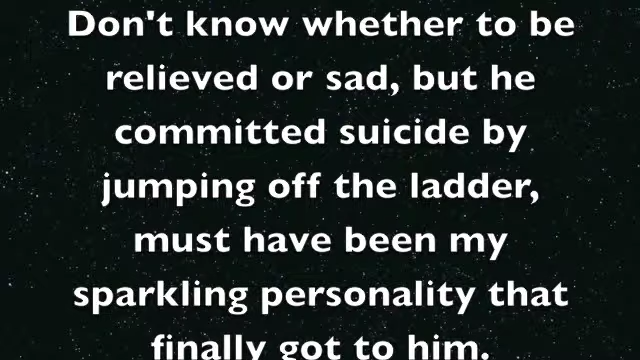 Don't know whether to be
relieved or sad, but he
committed suicide by
jumping off the ladder,
must have been my
sparkling personality that
finally got to him.